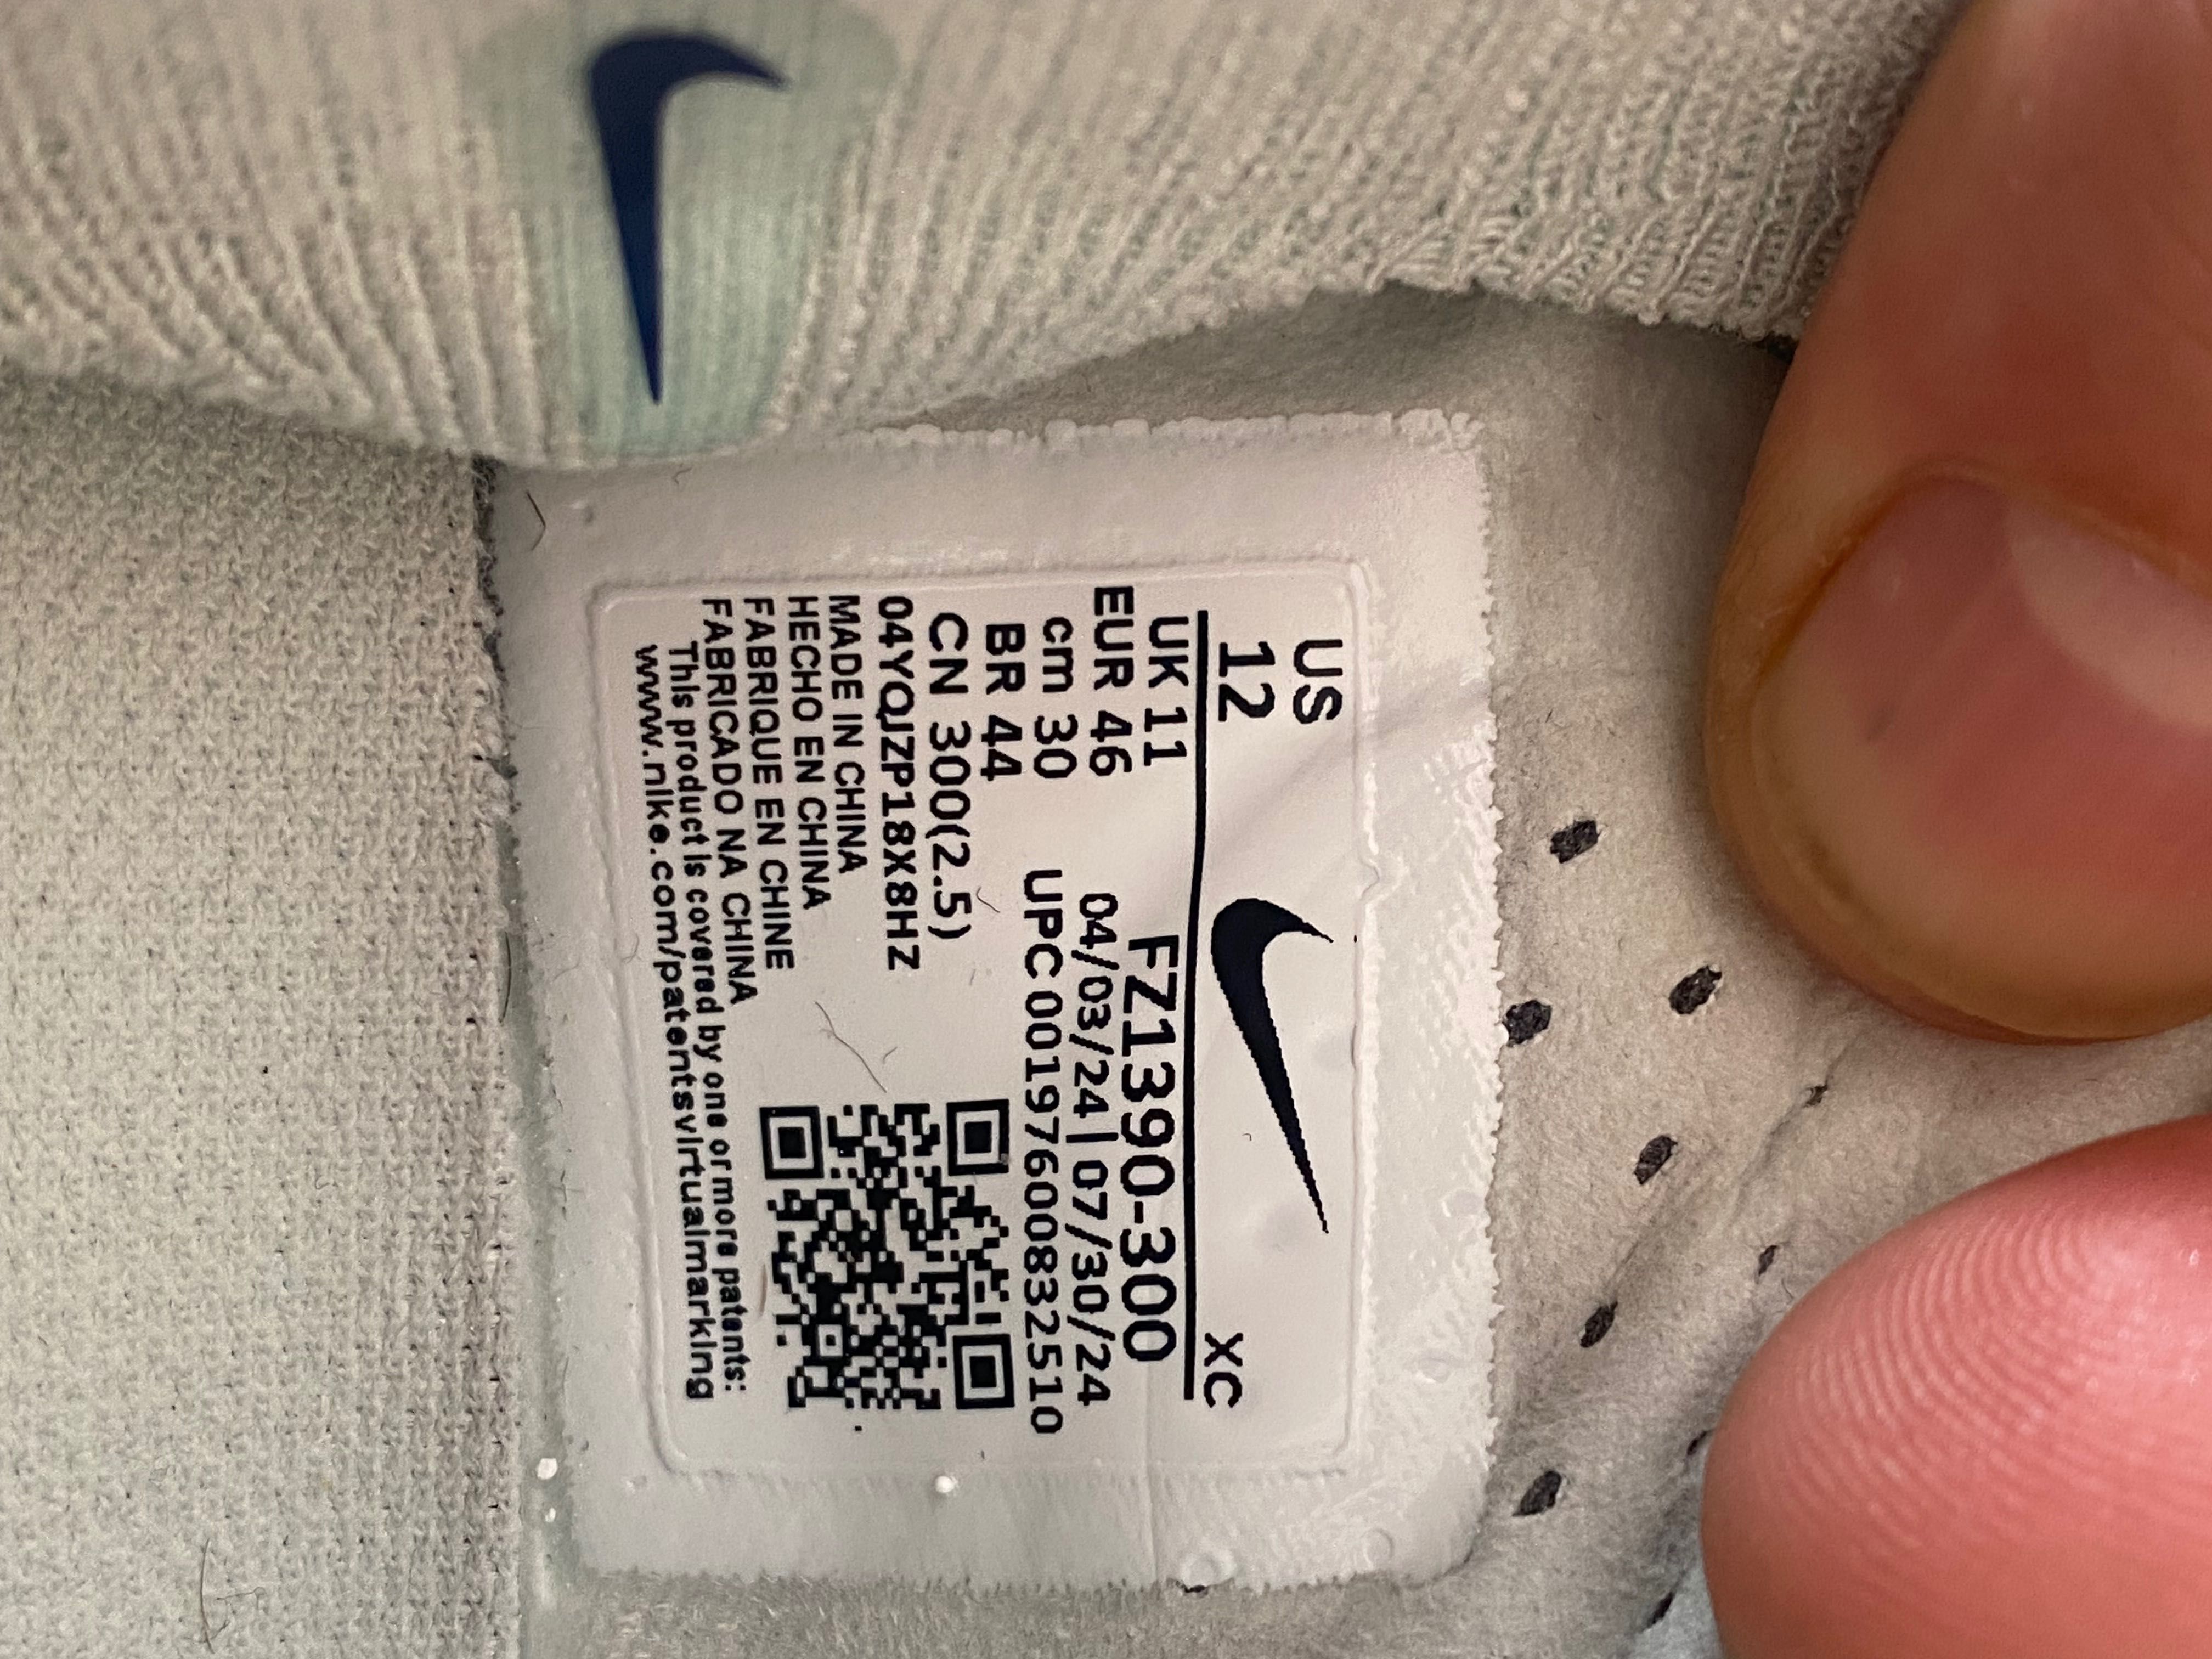 US
12
XC
UK 11
EUR 46
cm 30
BR 44
CN 300(2.5)
FZ1390-300
04/03/24 | 07/30/24
UPC 00197600832510
04YQJZP18X8HZ
MADE IN CHINA
HECHO EN CHINA
FABRIQUE EN CHINE
FABRICADO NA CHINA
This product is covered by one or more patents:
www.nike.com/patentsvirtualmarking